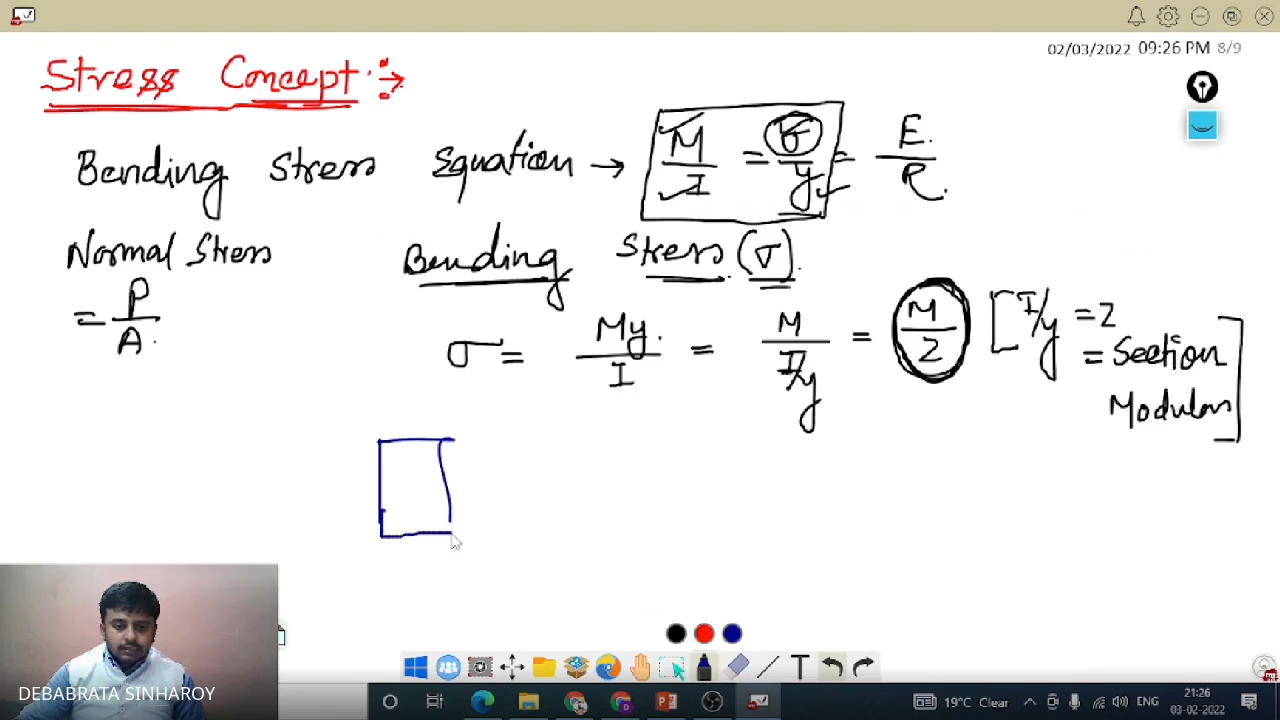 02/03/2022 09:26 PM 8/9
Stress Concept :→
Bending Stress Equation → M/I = σ/y = E/R
Normal Stress
= P/A
Bending Stress (σ)
σ = My/I = M/I/y = M/Z [I/y = Z
= Section
Modulus]
DEBABRATA SINHAROY
T
19°C Clear
ENG
21:26
03-02-2022